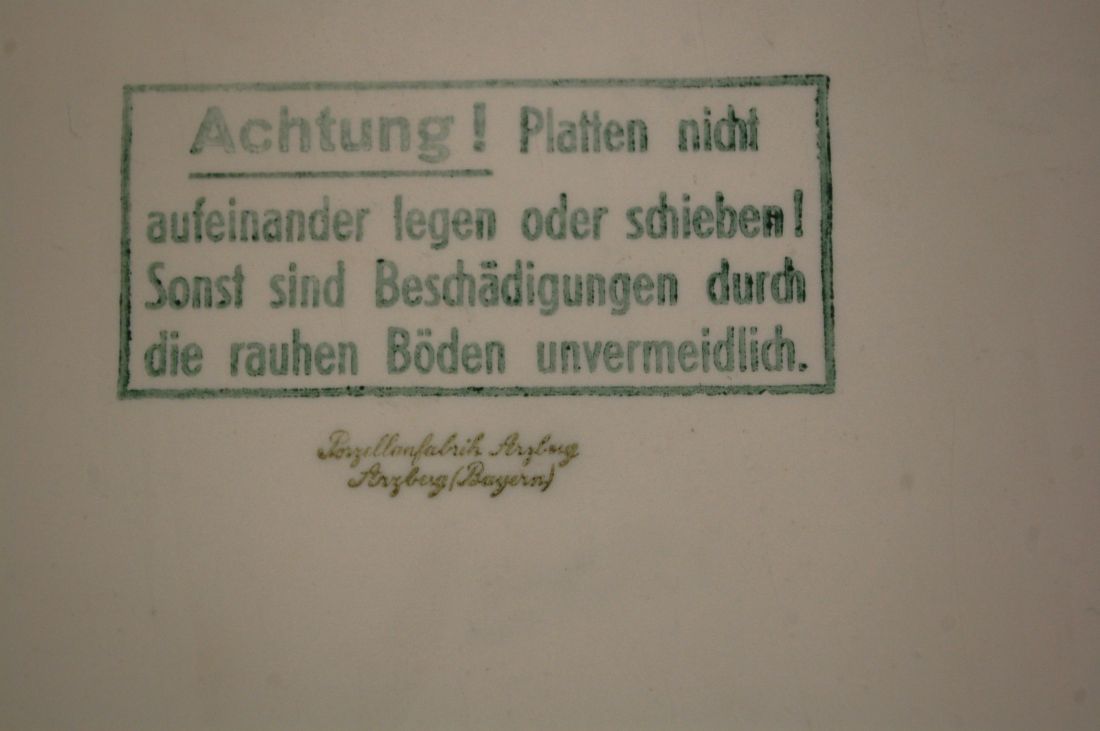 Achtung! Platten nicht
aufeinander legen oder schieben!
Sonst sind Beschädigungen durch
die rauhen Böden unvermeidlich.
Porzellanfabrik Arzberg
Arzberg (Bayern)